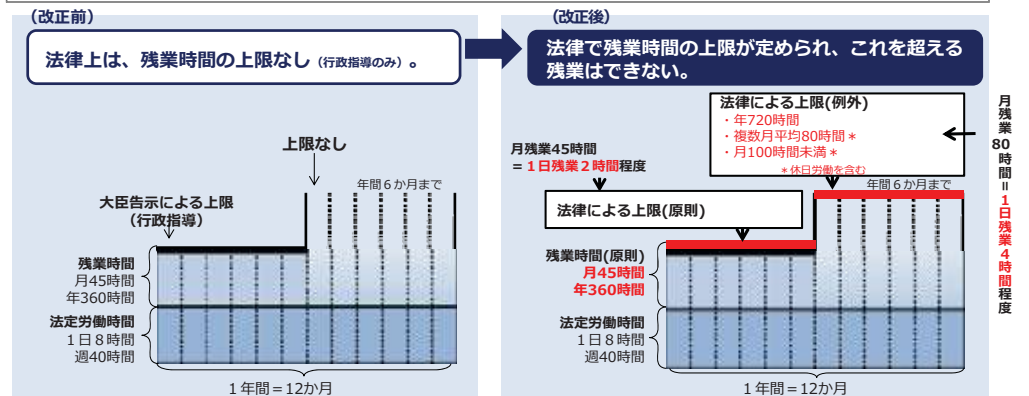 (改正前)
法律上は、残業時間の上限なし(行政指導のみ)。
上限なし
年間6か月まで
大臣告示による上限
(行政指導)
残業時間
月45時間
年360時間
法定労働時間
1日8時間
週40時間
1年間=12か月
(改正後)
法律で残業時間の上限が定められ、これを超える
残業はできない。
法律による上限(例外)
・年720時間
・複数月平均80時間*
・月100時間未満*
*休日労働を含む
月残業80時間=1日残業4時間程度
月残業45時間
=1日残業2時間程度
年間6か月まで
法律による上限(原則)
残業時間(原則)
月45時間
年360時間
法定労働時間
1日8時間
週40時間
1年間=12か月